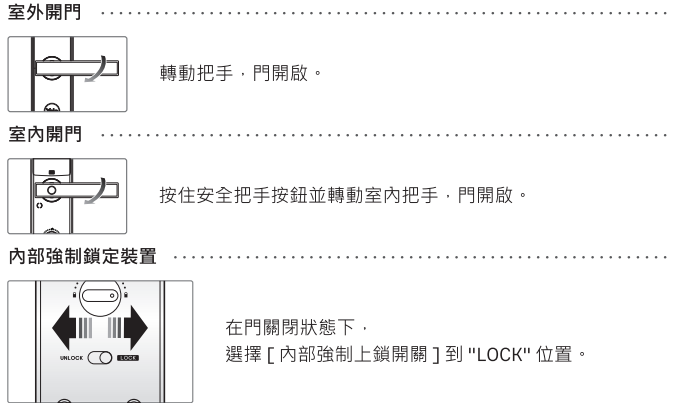 室外開門
轉動把手，門開啟。
室內開門
按住安全把手按鈕並轉動室內把手，門開啟。
內部強制鎖定裝置
UNLOCK LOCK
在門關閉狀態下，
選擇 [ 內部強制上鎖開關 ] 到 "LOCK" 位置。